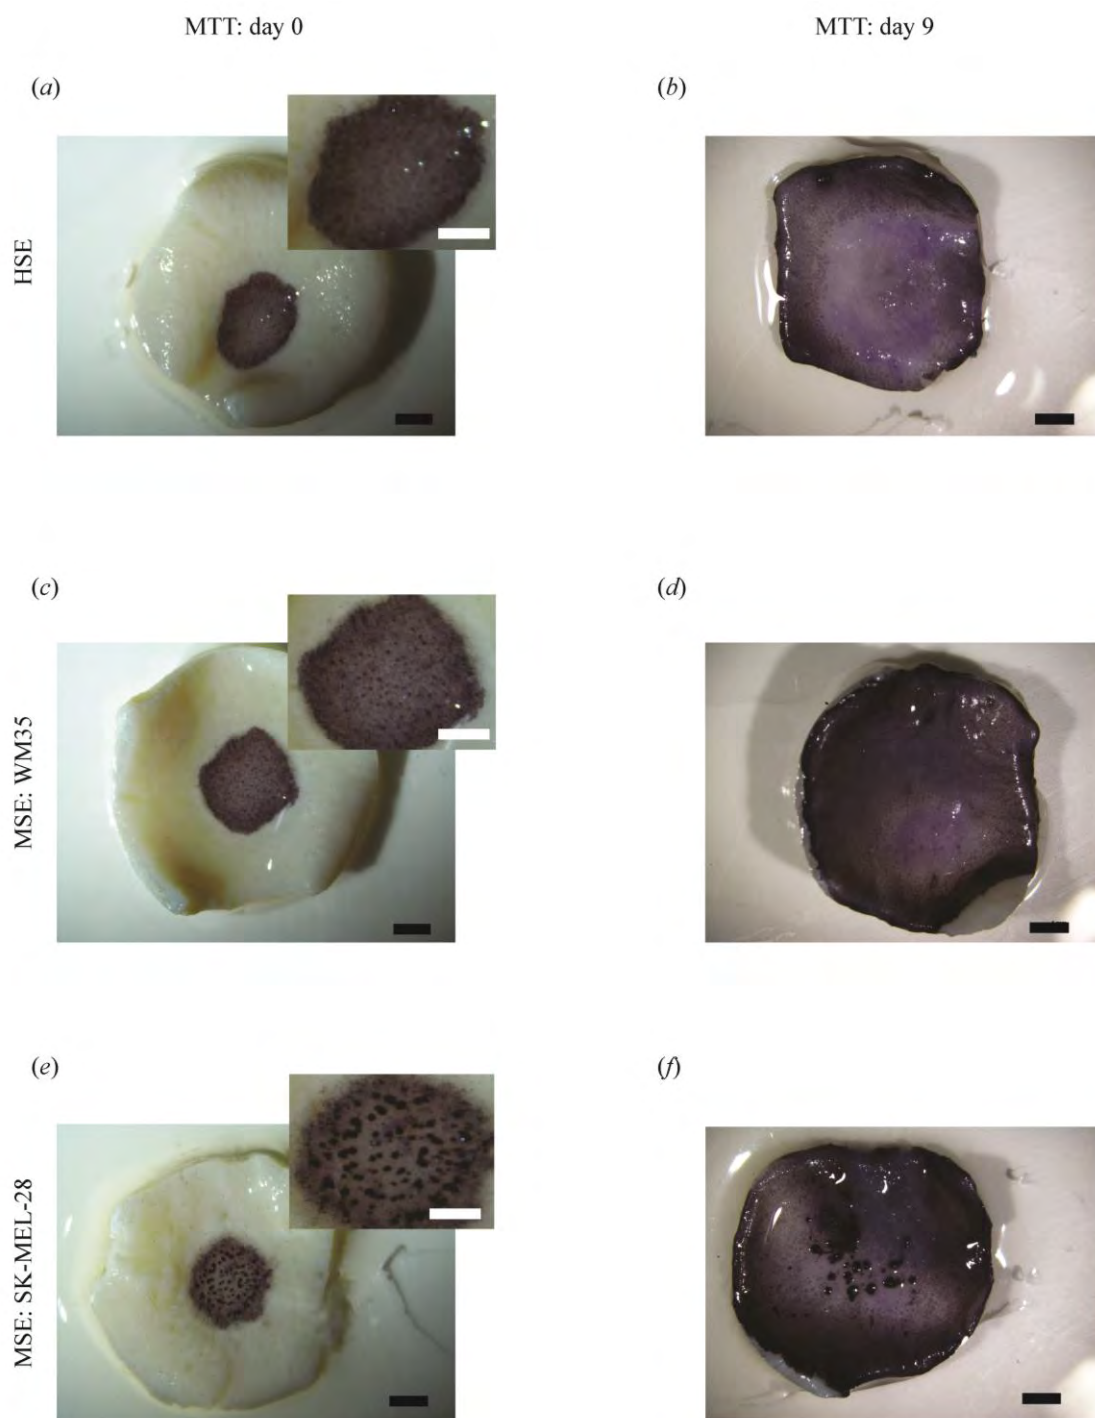 MTT: day 0
MTT: day 9
(a)
(b)
HSE
(c)
(d)
MSE: WM35
(e)
(f)
MSE: SK-MEL-28